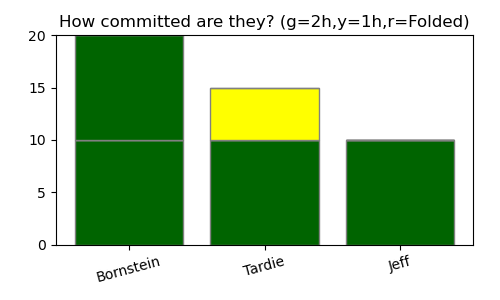 How committed are they? (g=2h,y=1h,r=Folded)
20
15
10
5
0
Bornstein Tardie Jeff